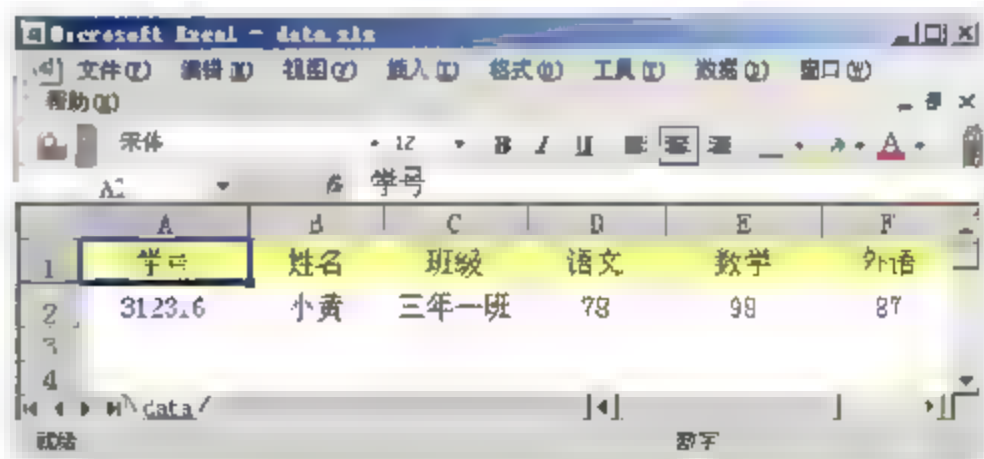 Microsoft Excel - data.xls
文件(F) 编辑(E) 视图(V) 插入(I) 格式(O) 工具(T) 数据(D) 窗口(W)
帮助(H)
宋体 12 B I U A
A1 fx 学号
A B C D E F
1 学号 姓名 班级 语文 数学 外语
2 小黄 三年一班 78 98 87
3
4
data
就绪 数字